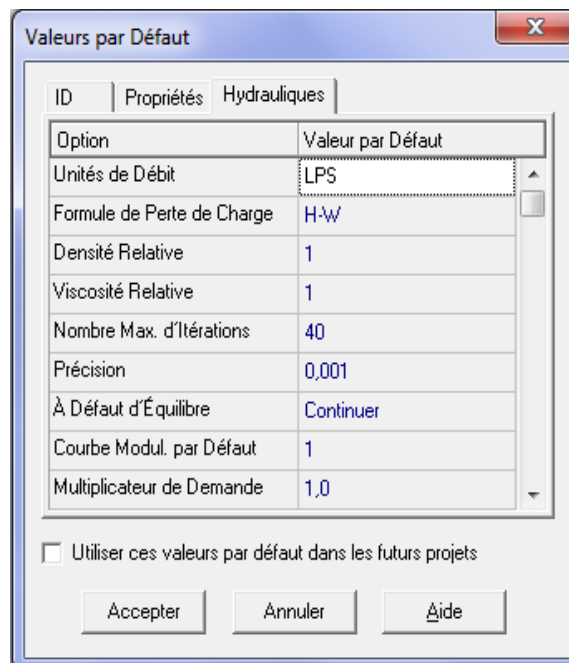 Valeurs par Défaut
ID Propriétés Hydrauliques
Option Valeur par Défaut
Unités de Débit LPS
Formule de Perte de Charge H-W
Densité Relative 1
Viscosité Relative 1
Nombre Max. d'Itérations 40
Précision 0,001
À Défaut d'Équilibre Continuer
Courbe Modul. par Défaut 1
Multiplicateur de Demande 1,0
Utiliser ces valeurs par défaut dans les futurs projets
Accepter Annuler Aide